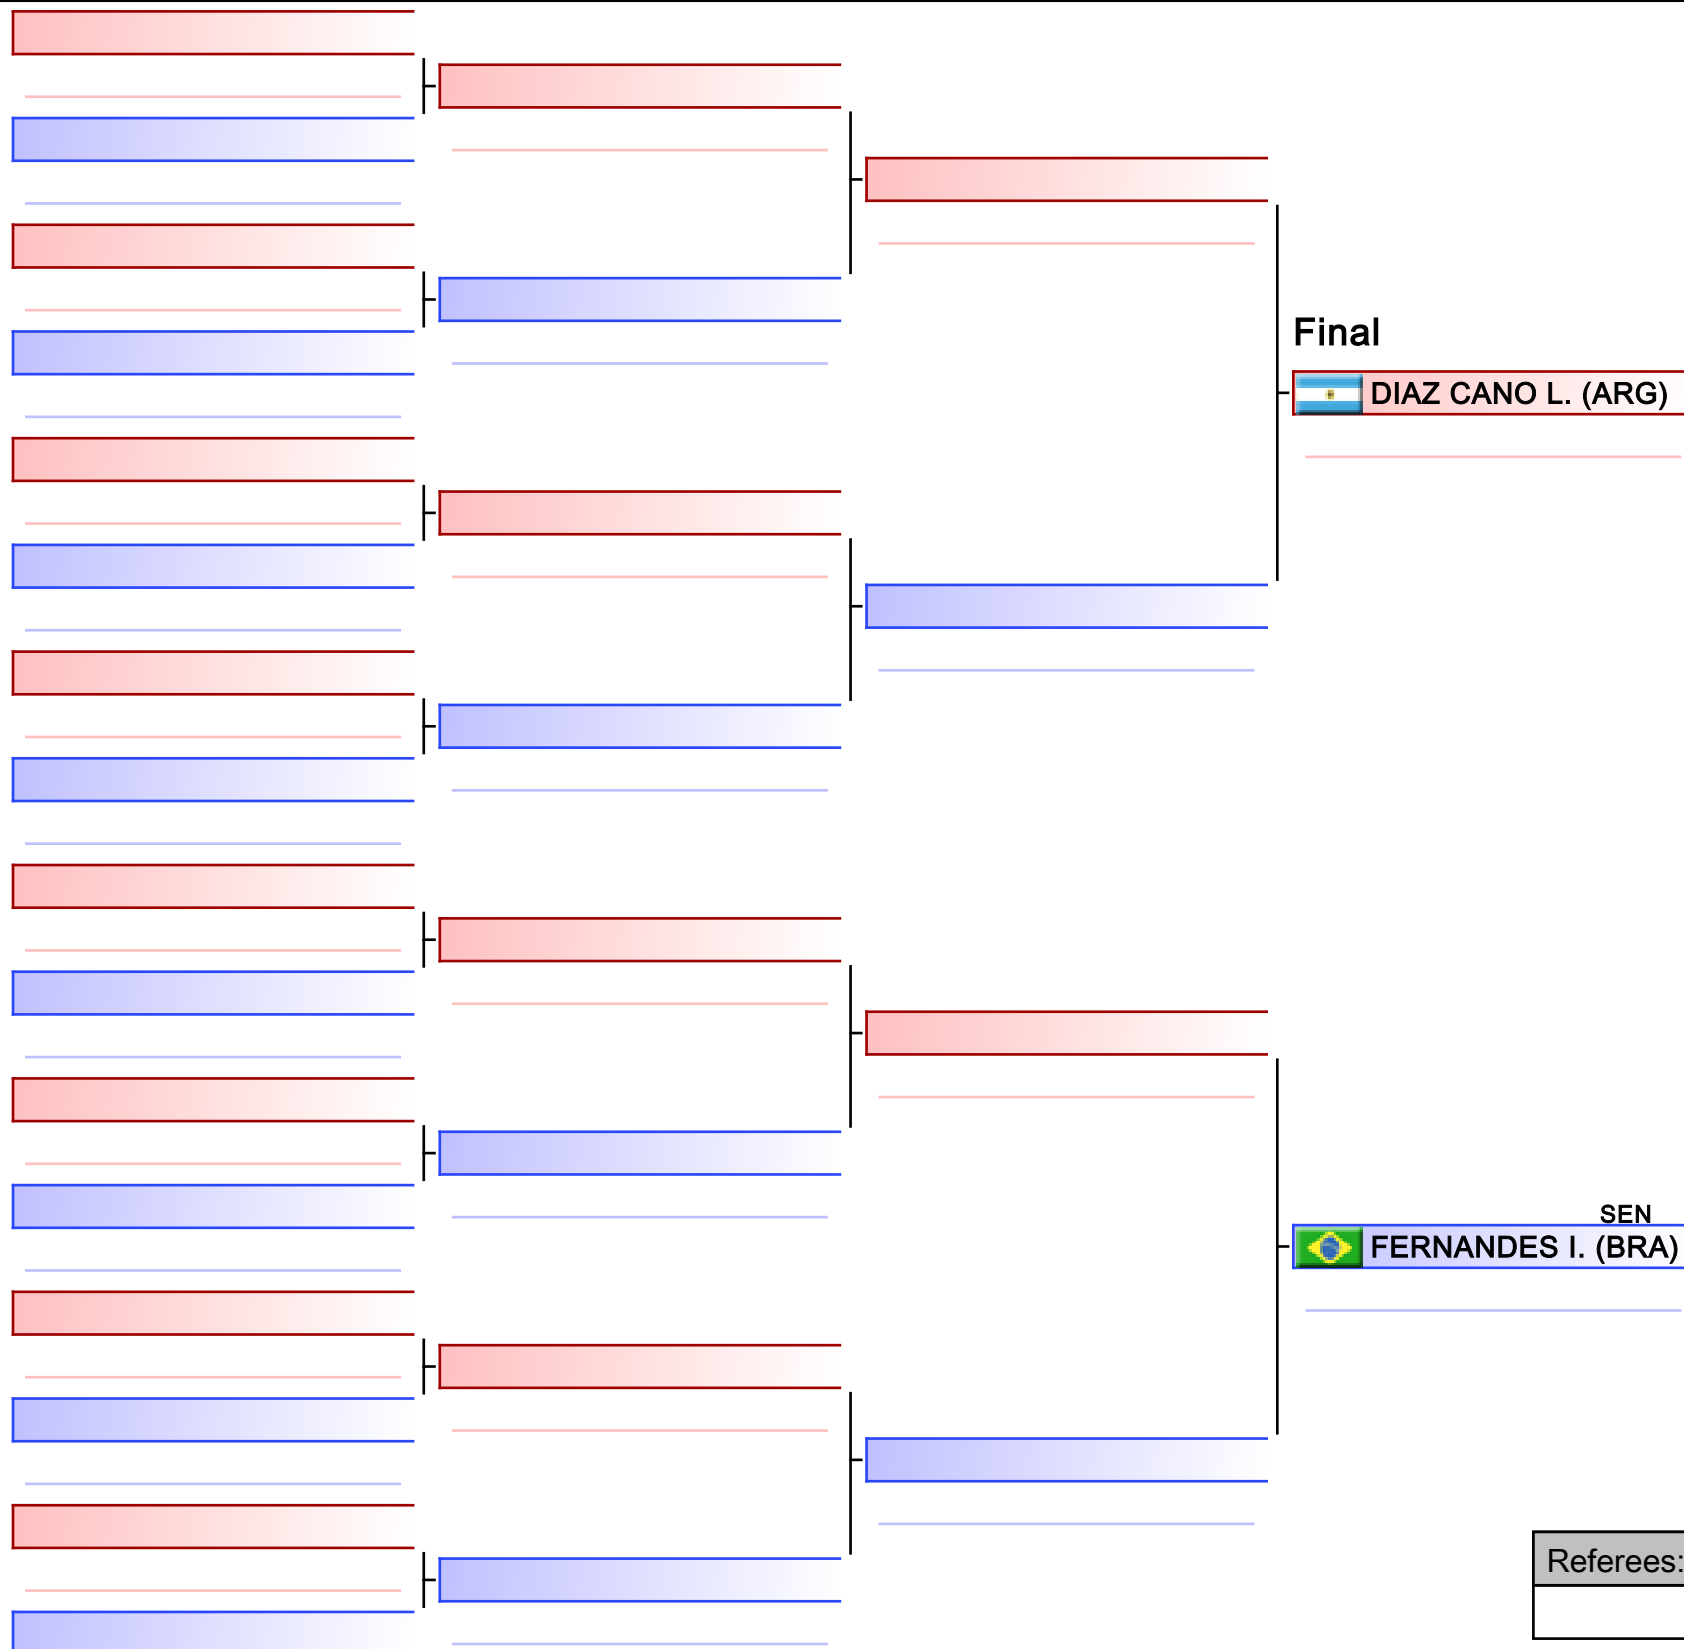 Final
DIAZ CANO L. (ARG)
SEN
FERNANDES I. (BRA)
Referees: